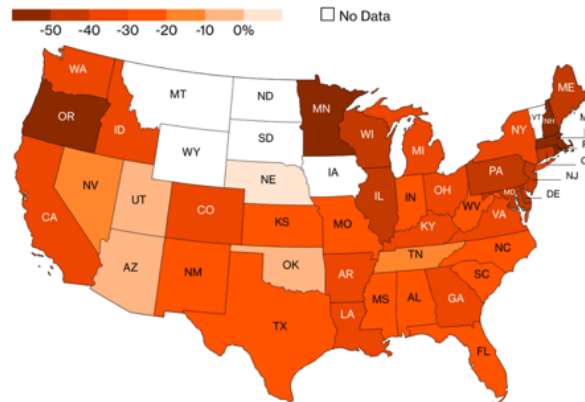 -50 -40 -30 -20 -10 0%
No Data
WA
MT
ND
MN
ME
OR
ID
SD
WI
VT
NH
M
WY
MI
NY
IA
NE
PA
NJ
NV
UT
IL
IN
OH
MD
DE
CA
CO
KS
MO
WV
VA
KY
AZ
NM
OK
TN
NC
AR
SC
MS
AL
GA
TX
LA
FL